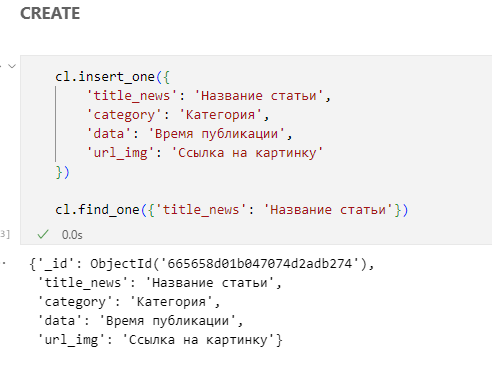 CREATE
cl.insert_one({
    'title_news': 'Название статьи',
    'category': 'Категория',
    'data': 'Время публикации',
    'url_img': 'Ссылка на картинку'
})
cl.find_one({'title_news': 'Название статьи'})
3] 0.0s
{'_id': ObjectId('665658d01b047074d2adb274'),
 'title_news': 'Название статьи',
 'category': 'Категория',
 'data': 'Время публикации',
 'url_img': 'Ссылка на картинку'}